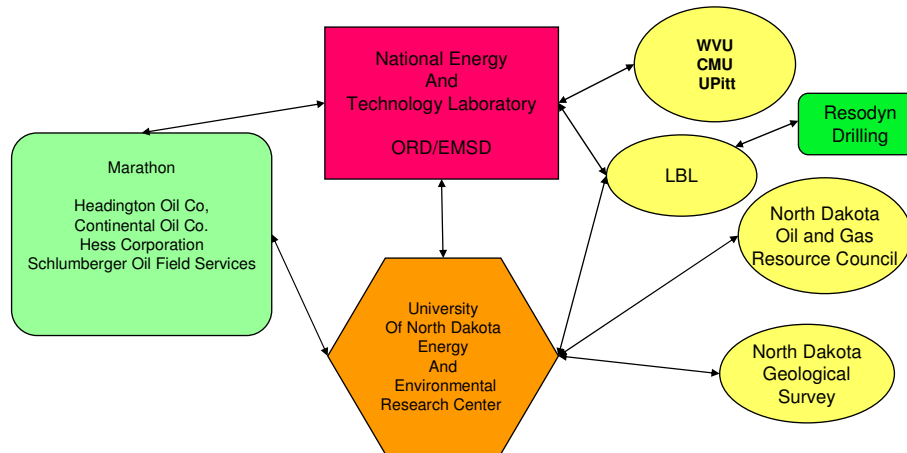 National Energy
And
Technology Laboratory
ORD/EMSD
WVU
CMU
UPitt
Resodyn
Drilling
LBL
Marathon
Headington Oil Co,
Continental Oil Co.
Hess Corporation
Schlumberger Oil Field Services
North Dakota
Oil and Gas
Resource Council
University
Of North Dakota
Energy
And
Environmental
Research Center
North Dakota
Geological
Survey